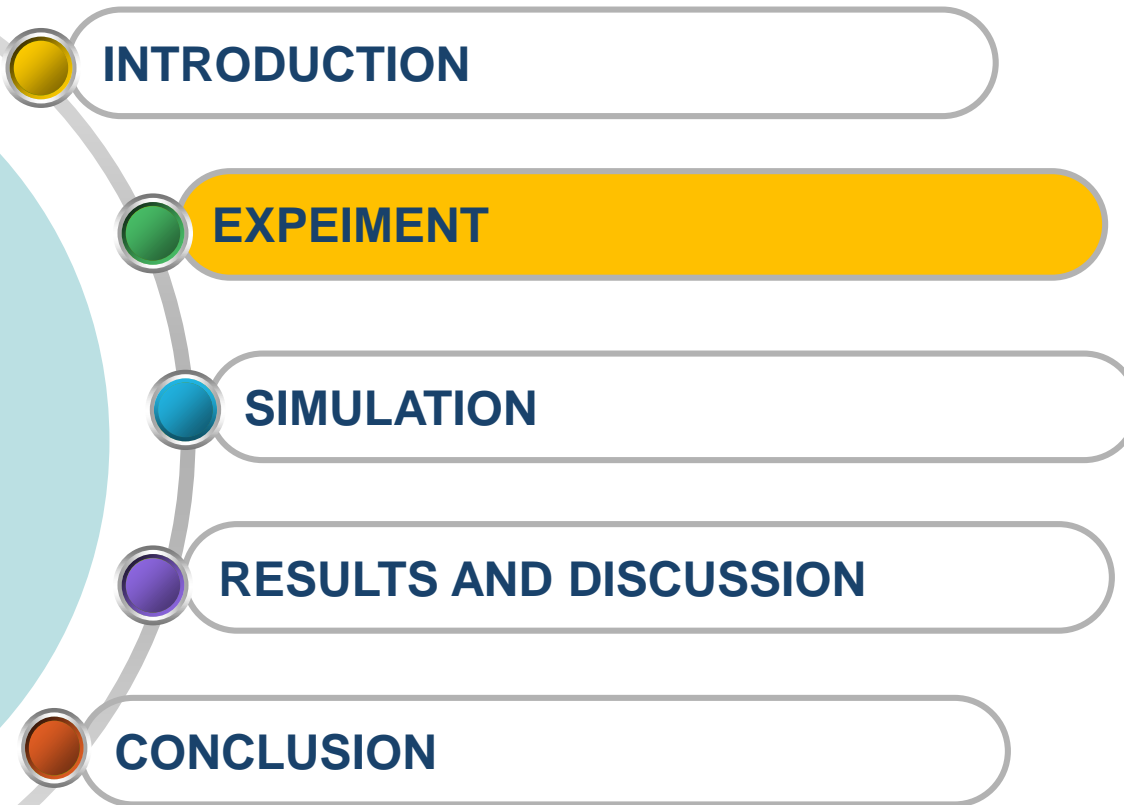 INTRODUCTION
EXPEIMENT
SIMULATION
RESULTS AND DISCUSSION
CONCLUSION